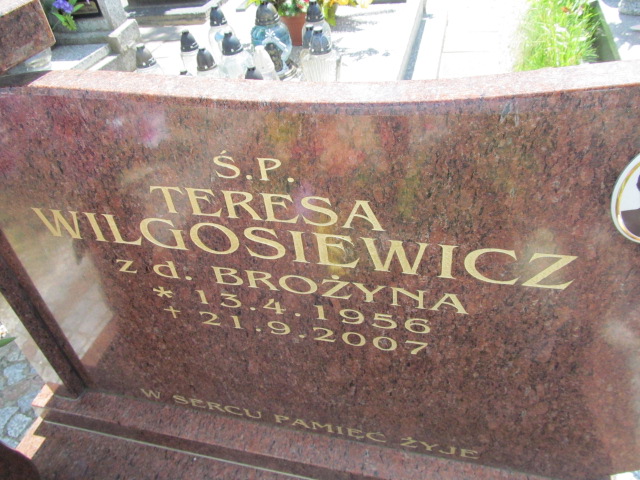 Ś.P.
TERESA
WILGOSIEWICZ
z d. BROŻYNA
* 13.4.1956
+ 21.9.2007
W SERCU PAMIĘĆ ŻYJE